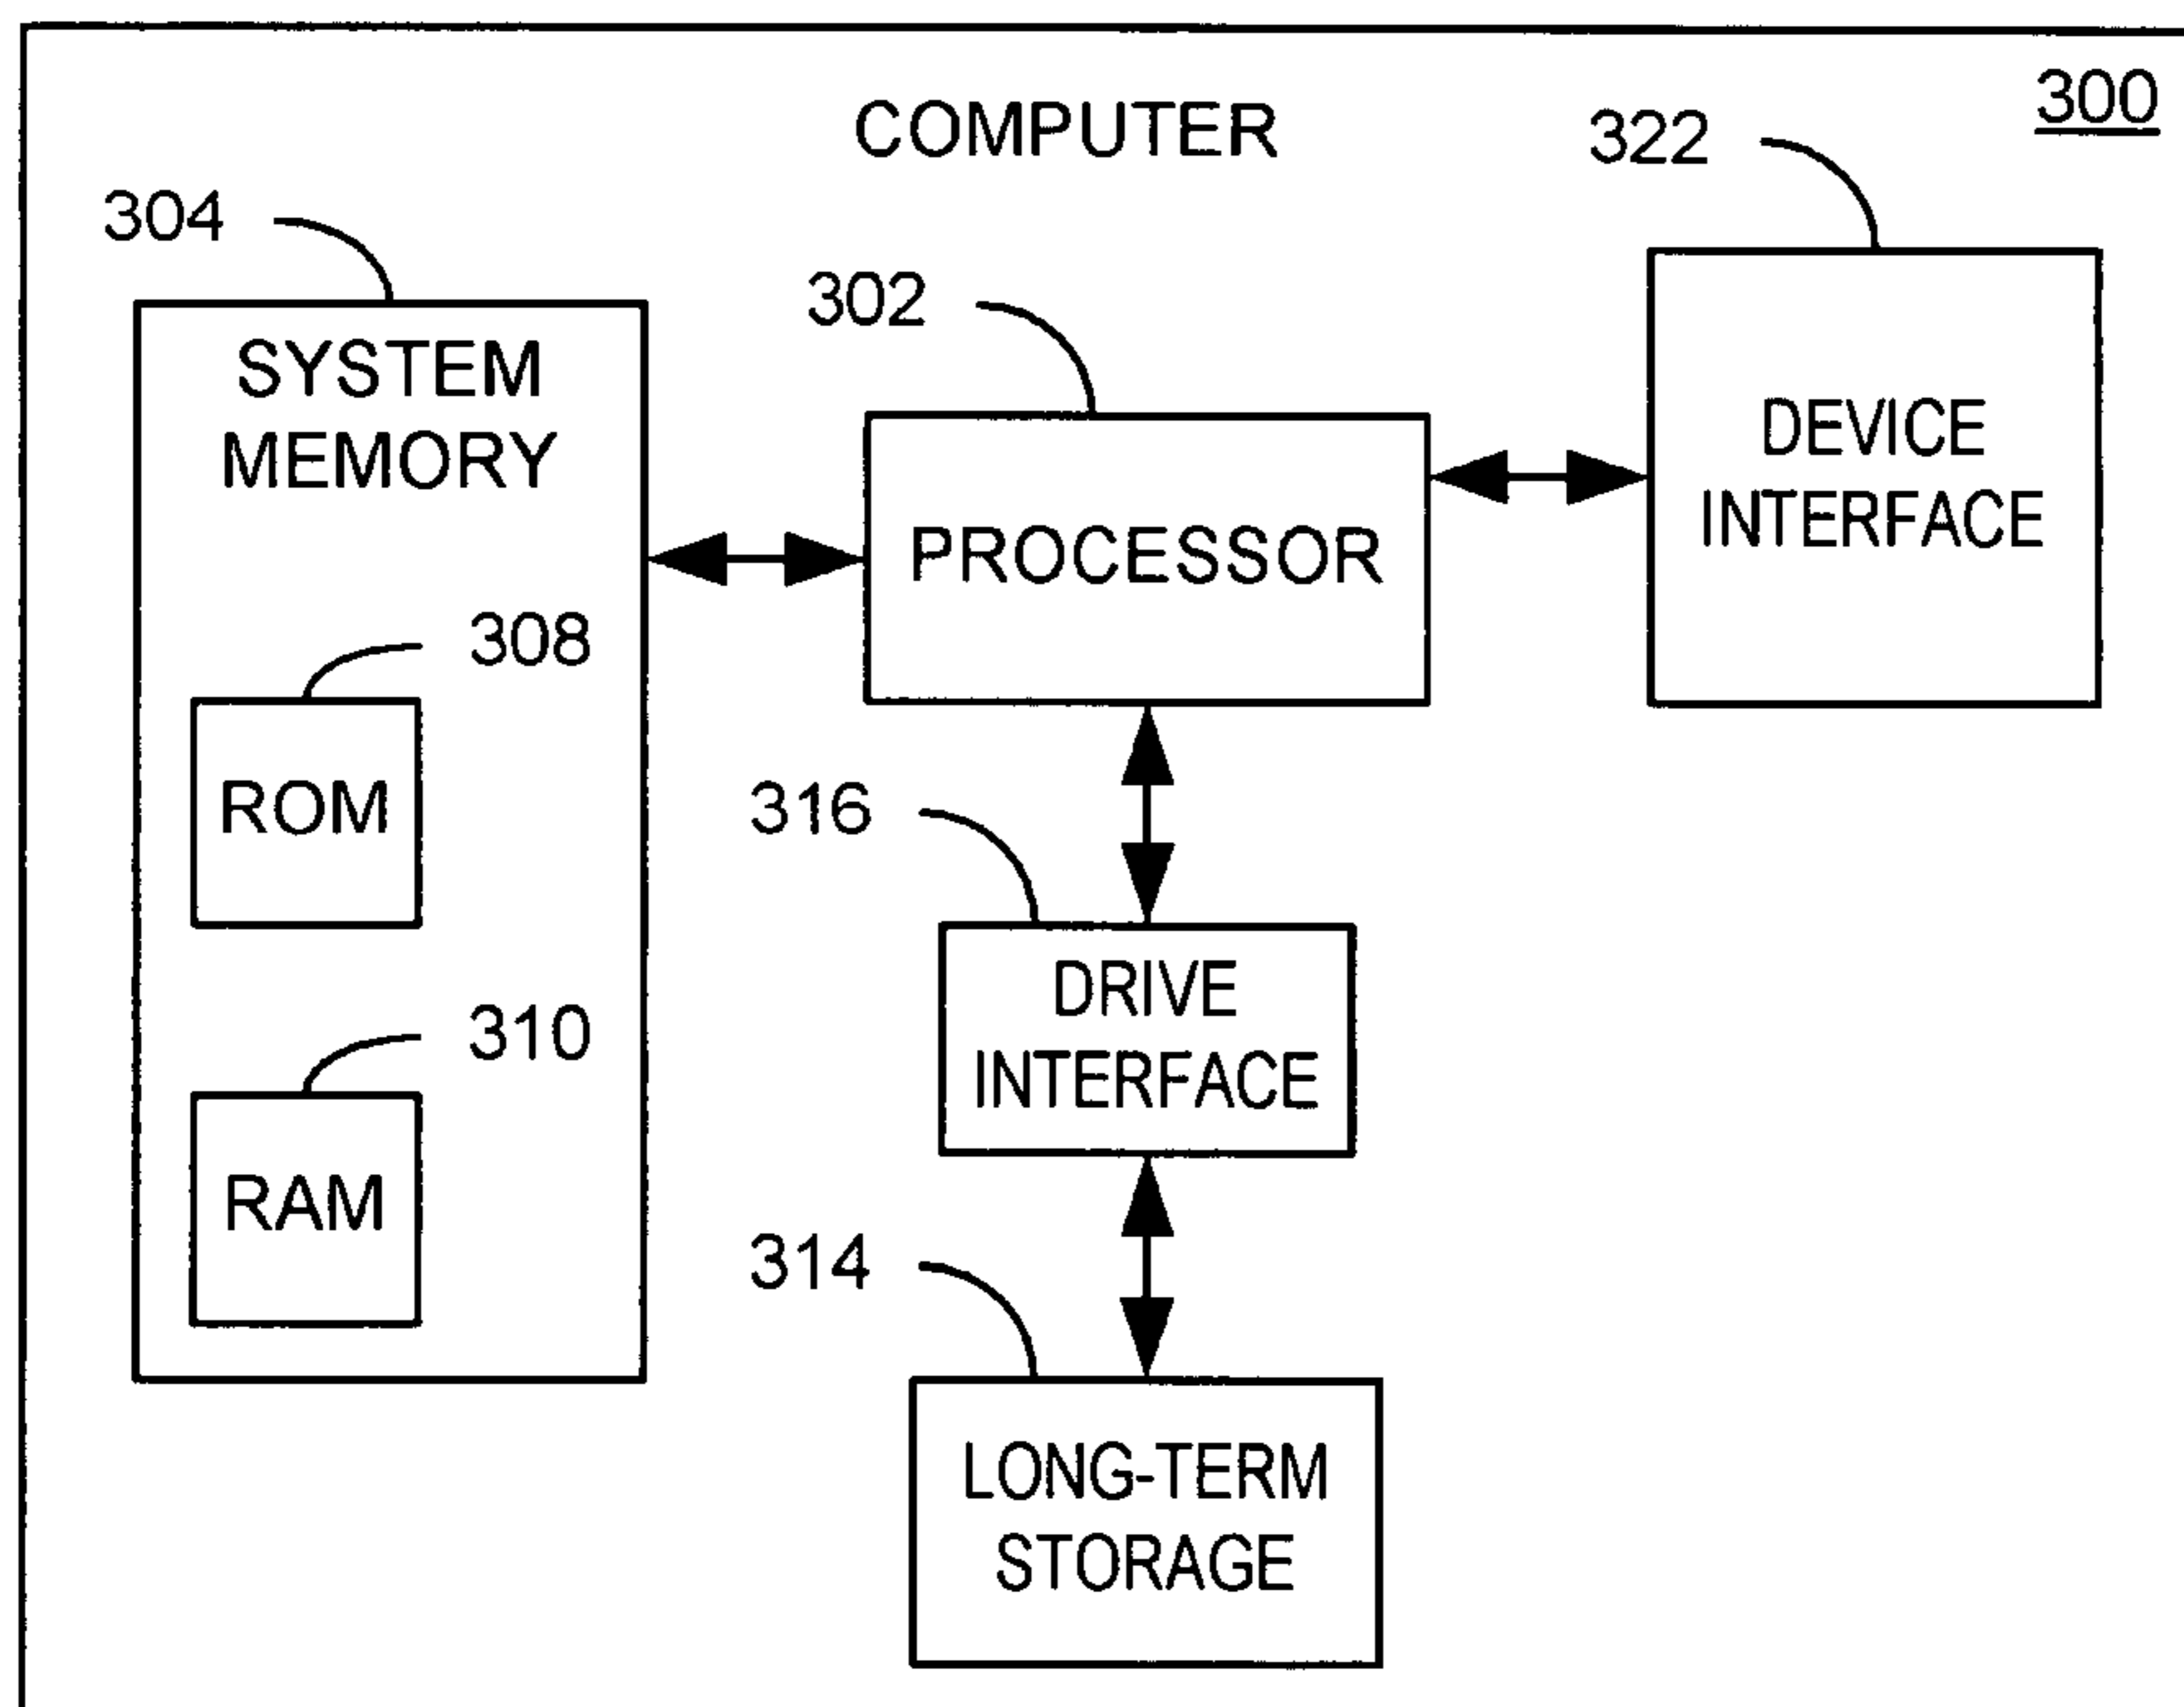 300
COMPUTER
322
304
302
SYSTEM
MEMORY
DEVICE
INTERFACE
PROCESSOR
308
ROM
316
DRIVE
INTERFACE
310
RAM
314
LONG-TERM
STORAGE